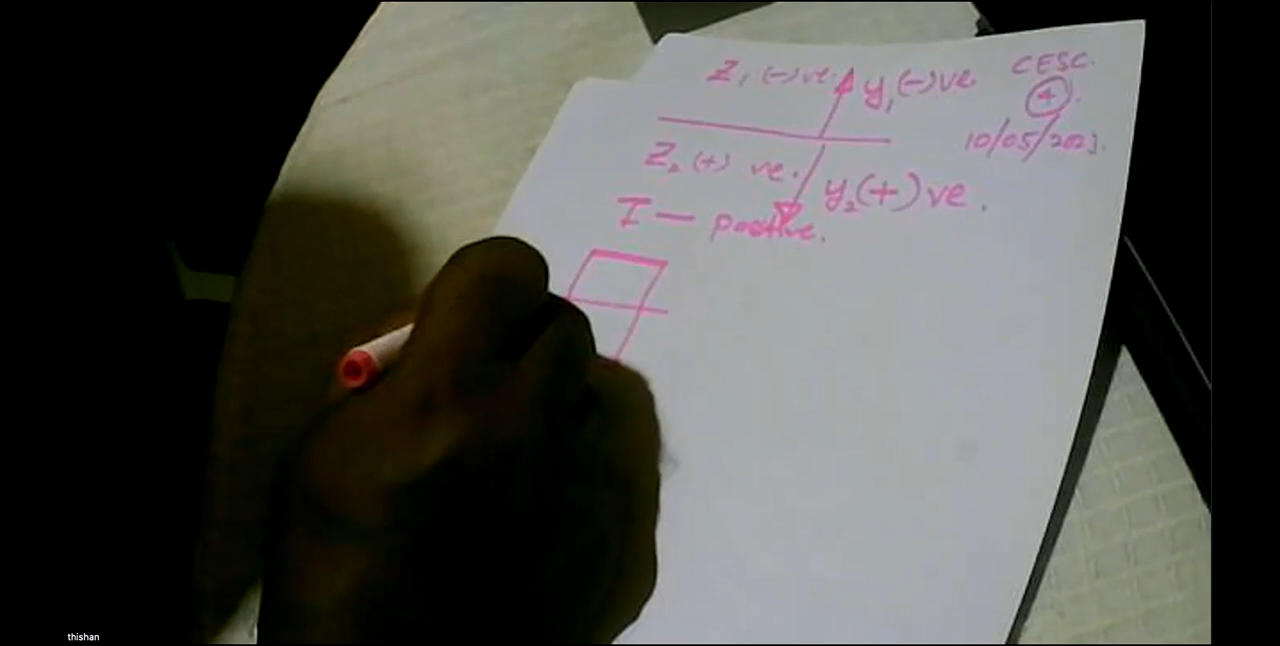 CESC.
4.
10/05/2023.
Z₁ (-) ve. y₁ (-) ve
Z₂ (+) ve. y₂ (+) ve.
I — positive.
thishan